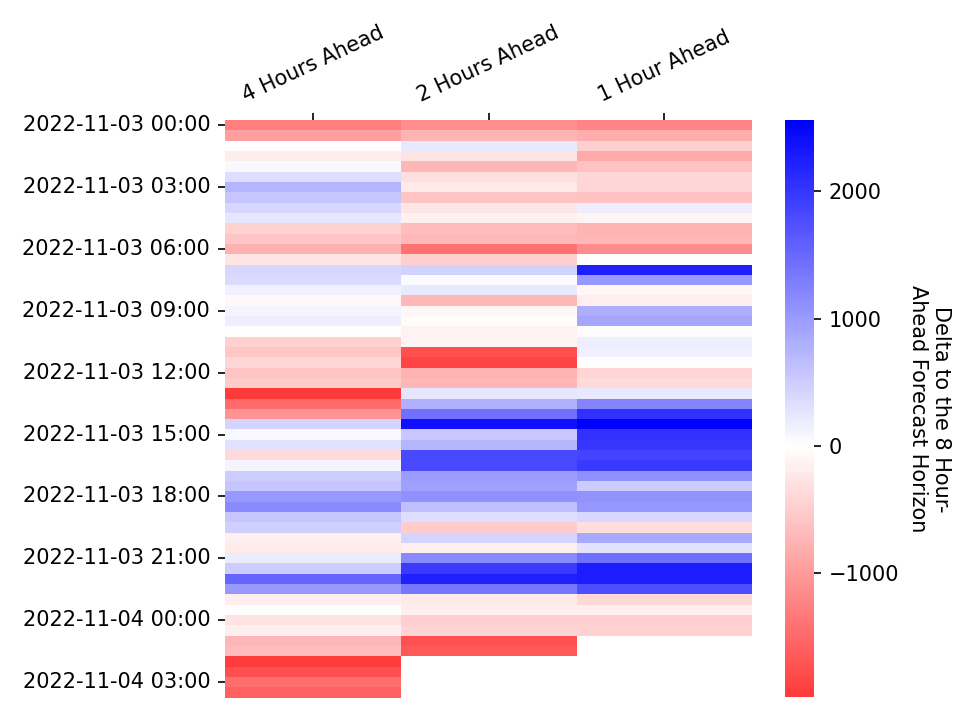 4 Hours Ahead
2 Hours Ahead
1 Hour Ahead
2022-11-03 00:00
2022-11-03 03:00
2022-11-03 06:00
2022-11-03 09:00
2022-11-03 12:00
2022-11-03 15:00
2022-11-03 18:00
2022-11-03 21:00
2022-11-04 00:00
2022-11-04 03:00
2000
1000
0
−1000
Delta to the 8 Hour-
Ahead Forecast Horizon